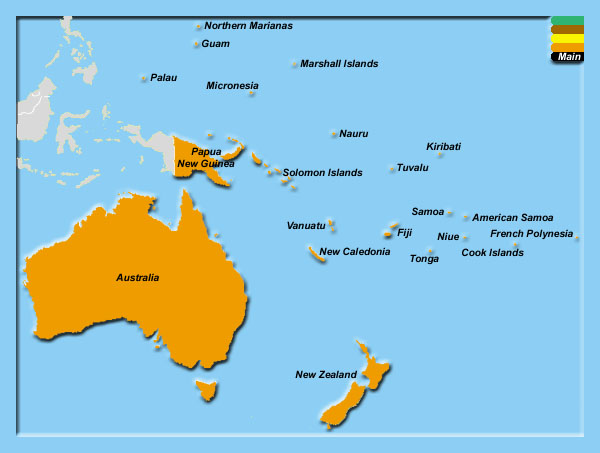 Northern Marianas
Guam
Main
Marshall Islands
Palau
Micronesia
Nauru
Kiribati
Papua
New Guinea
Solomon Islands
Tuvalu
Samoa
American Samoa
Vanuatu
Fiji
Niue
French Polynesia
New Caledonia
Tonga
Cook Islands
Australia
New Zealand